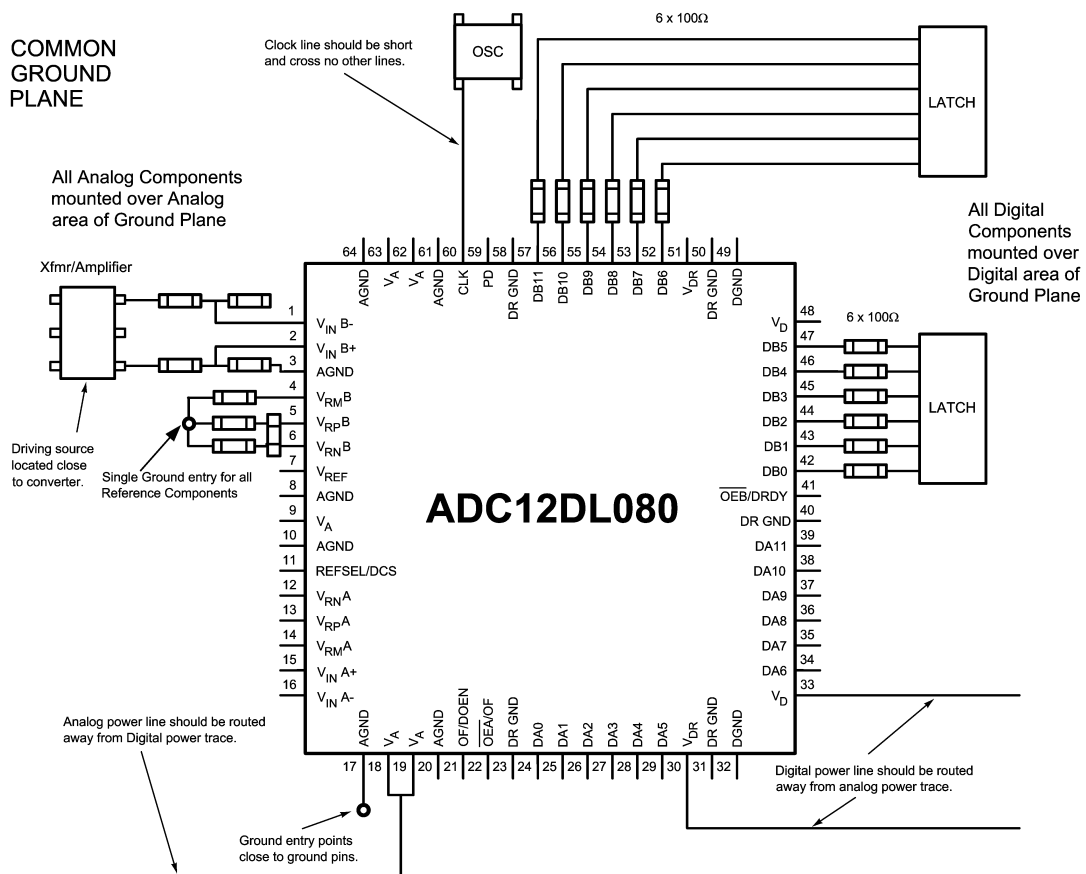 COMMON
GROUND
PLANE
Clock line should be short
and cross no other lines.
OSC
6 x 100Ω
LATCH
All Analog Components
mounted over Analog
area of Ground Plane
All Digital
Components
mounted over
Digital area of
Ground Plane
Xfmr/Amplifier
64 63 62 61 60 59 58 57 56 55 54 53 52 51 50 49
AGND VA VA AGND CLK PD DR GND DB11 DB10 DB9 DB8 DB7 DB6 VDR DR GND DGND
1 VIN B-
2 VIN B+
3 AGND
4 VRMB
5 VRPB
6 VRNB
7 VREF
8 AGND
9 VA
10 AGND
11 REFSEL/DCS
12 VRNA
13 VRPA
14 VRMA
15 VIN A+
16 VIN A-
Driving source
located close
to converter.
Single Ground entry for all
Reference Components
ADC12DL080
6 x 100Ω
VD 48
DB5 47
DB4 46
DB3 45
DB2 44
DB1 43
DB0 42
OEB/DRDY 41
DR GND 40
DA11 39
DA10 38
DA9 37
DA8 36
DA7 35
DA6 34
VD 33
LATCH
AGND VA VA AGND OF/DOEN OEA/OF DR GND DA0 DA1 DA2 DA3 DA4 DA5 VDR DR GND DGND
17 18 19 20 21 22 23 24 25 26 27 28 29 30 31 32
Analog power line should be routed
away from Digital power trace.
Ground entry points
close to ground pins.
Digital power line should be routed
away from analog power trace.